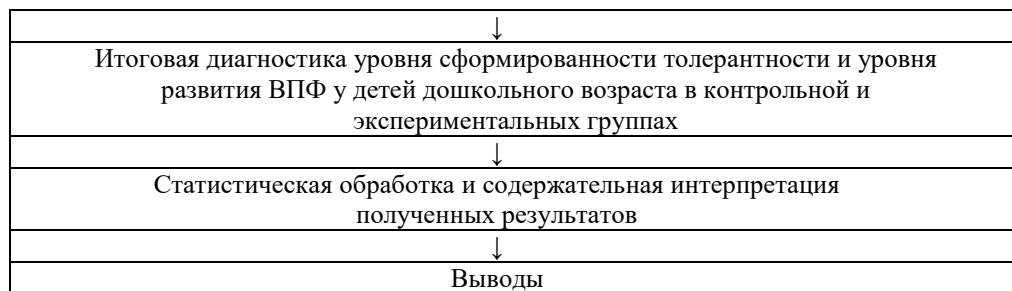 ↓
Итоговая диагностика уровня сформированности толерантности и уровня
развития ВПФ у детей дошкольного возраста в контрольной и
экспериментальных группах
↓
Статистическая обработка и содержательная интерпретация
полученных результатов
↓
Выводы